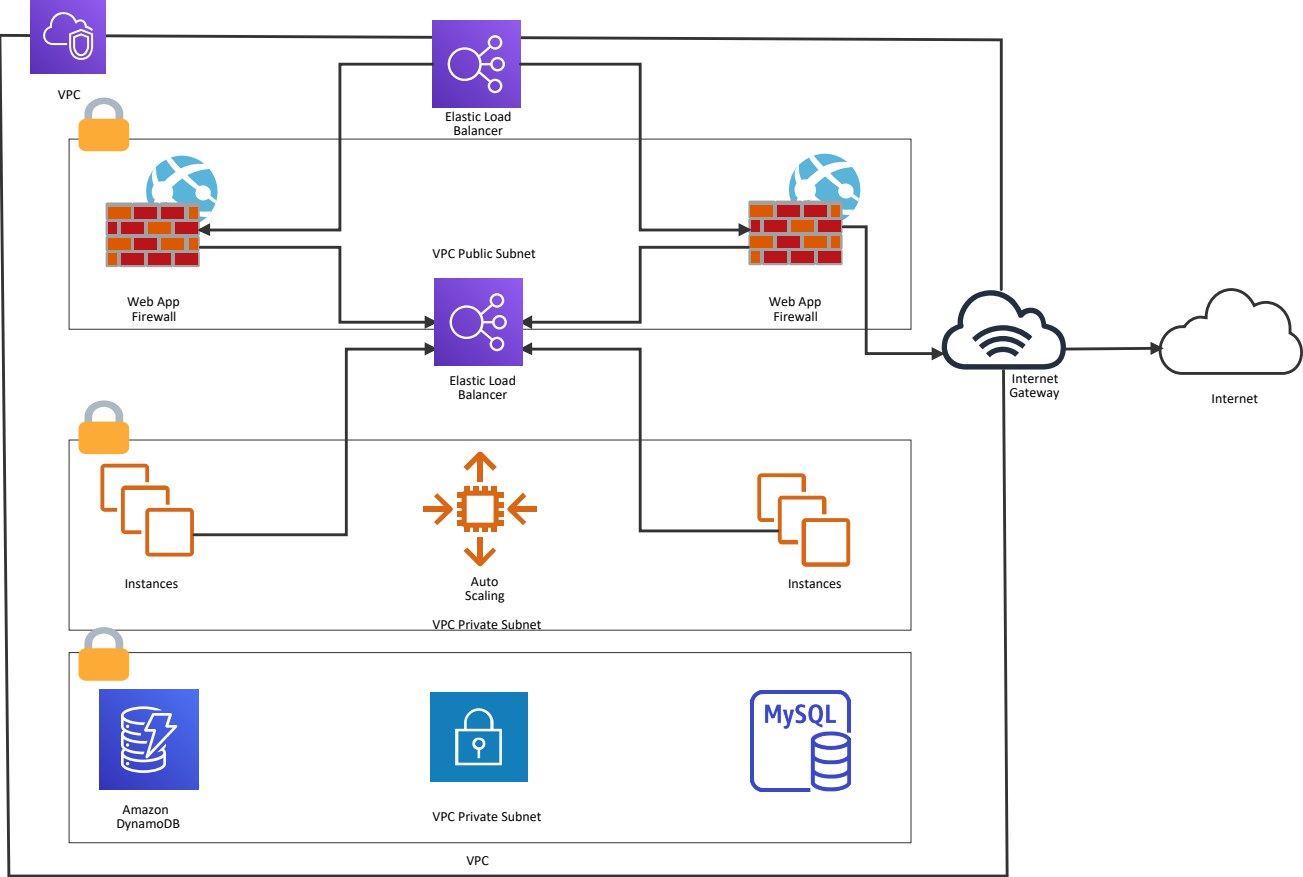 VPC
Elastic Load
Balancer
VPC Public Subnet
Web App
Firewall
Web App
Firewall
Elastic Load
Balancer
Internet
Gateway
Internet
Instances
Auto
Scaling
Instances
VPC Private Subnet
MySQL
Amazon
DynamoDB
VPC Private Subnet
VPC